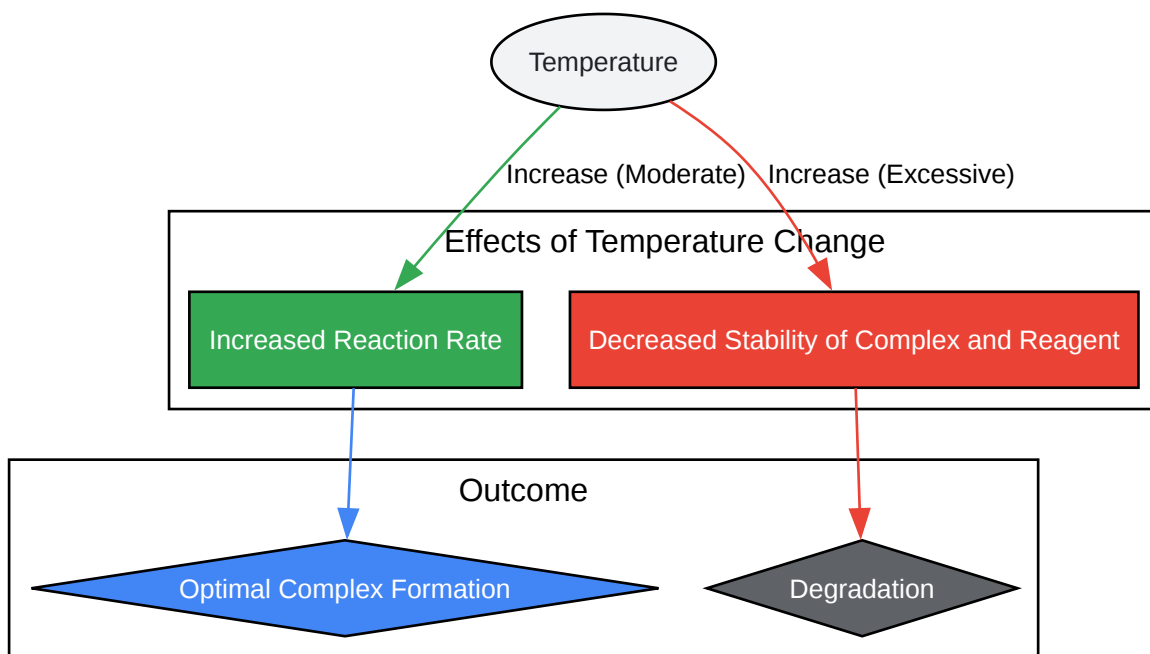 Temperature
Increase (Moderate)
Increase (Excessive)
Effects of Temperature Change
Increased Reaction Rate
Decreased Stability of Complex and Reagent
Outcome
Optimal Complex Formation
Degradation